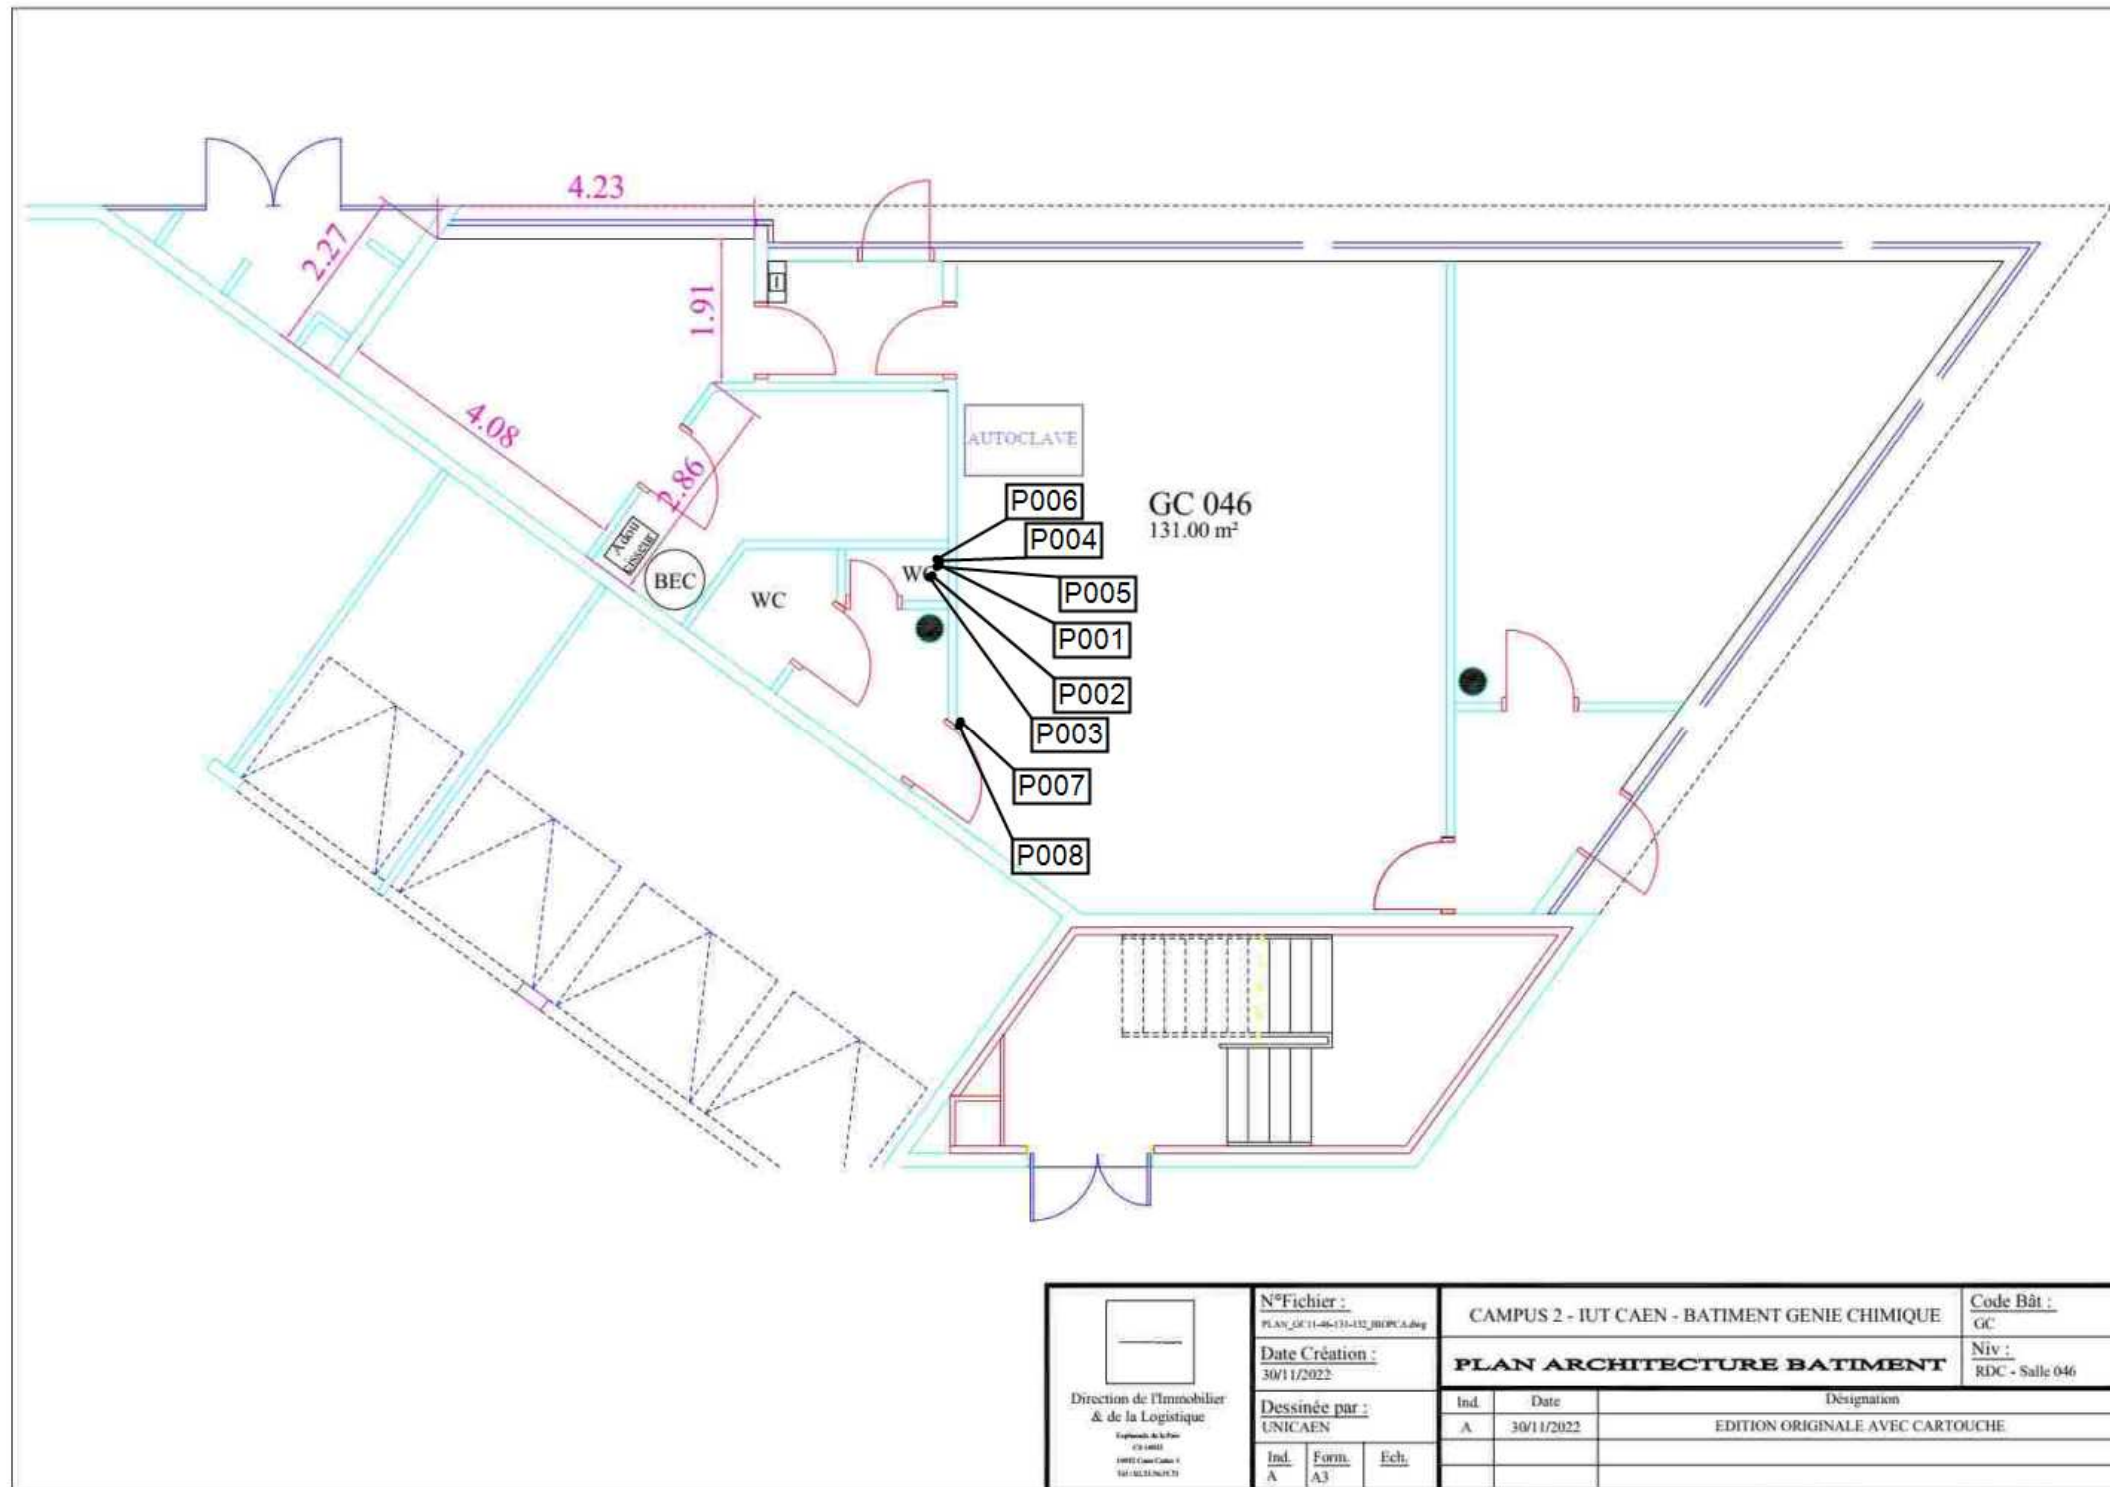 4.23
2.27
1.91
4.08
2.86
AUTOCLAVE
P006
GC 046
131.00 m²
P004
Adou
cisseur
BEC
WC
WC
P005
P001
P002
P003
P007
P008
Direction de l'Immobilier
& de la Logistique
N°Fichier :
Date Création :
30/11/2022
Dessinée par :
UNICAEN
Ind.
A
Form.
A3
Ech.
CAMPUS 2 - IUT CAEN - BATIMENT GENIE CHIMIQUE
PLAN ARCHITECTURE BATIMENT
Code Bât :
GC
Niv :
RDC - Salle 046
Ind. Date Désignation
A 30/11/2022 EDITION ORIGINALE AVEC CARTOUCHE